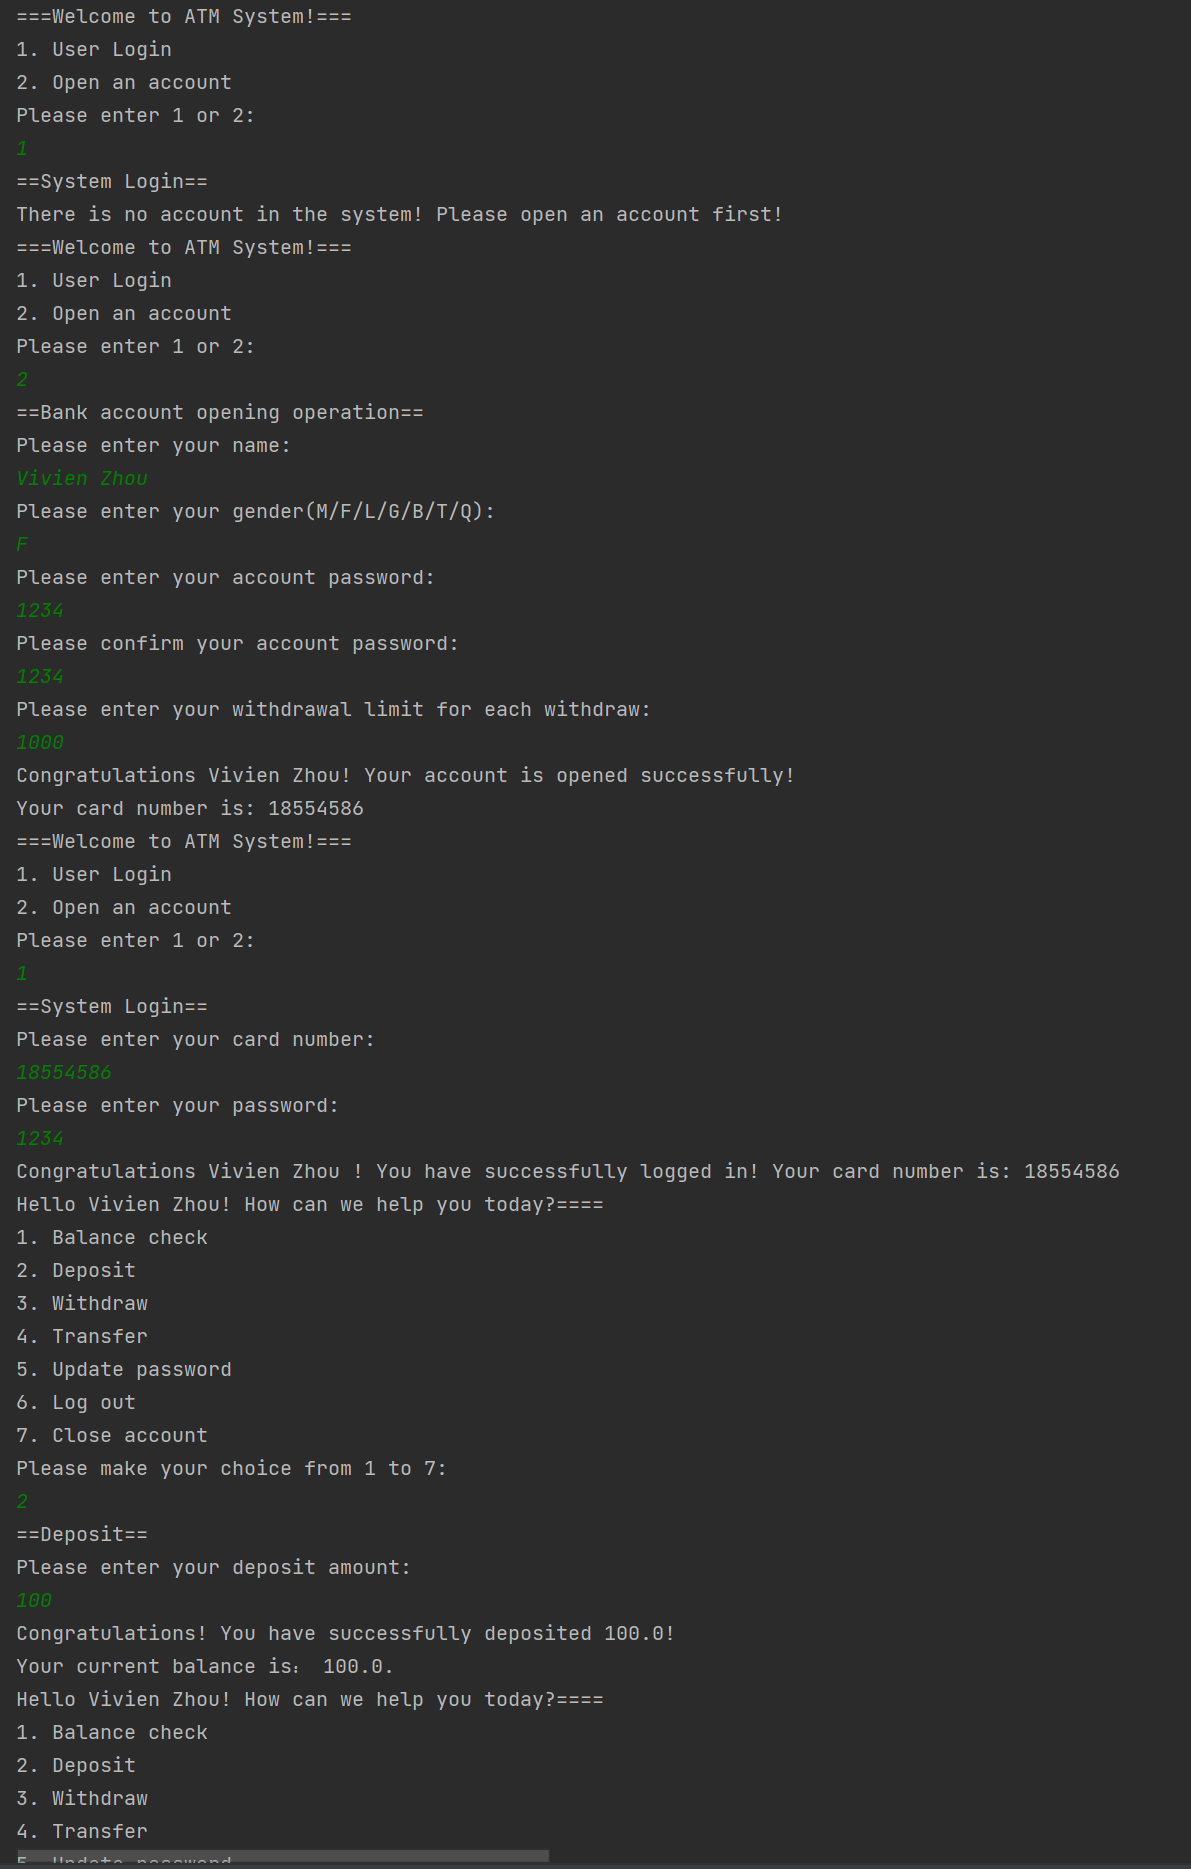 ===Welcome to ATM System!===
1. User Login
2. Open an account
Please enter 1 or 2:
1
==System Login==
There is no account in the system! Please open an account first!
===Welcome to ATM System!===
1. User Login
2. Open an account
Please enter 1 or 2:
2
==Bank account opening operation==
Please enter your name:
Vivien Zhou
Please enter your gender(M/F/L/G/B/T/Q):
F
Please enter your account password:
1234
Please confirm your account password:
1234
Please enter your withdrawal limit for each withdraw:
1000
Congratulations Vivien Zhou! Your account is opened successfully!
Your card number is: 18554586
===Welcome to ATM System!===
1. User Login
2. Open an account
Please enter 1 or 2:
1
==System Login==
Please enter your card number:
18554586
Please enter your password:
1234
Congratulations Vivien Zhou ! You have successfully logged in! Your card number is: 18554586
Hello Vivien Zhou! How can we help you today?====
1. Balance check
2. Deposit
3. Withdraw
4. Transfer
5. Update password
6. Log out
7. Close account
Please make your choice from 1 to 7:
2
==Deposit==
Please enter your deposit amount:
100
Congratulations! You have successfully deposited 100.0!
Your current balance is： 100.0.
Hello Vivien Zhou! How can we help you today?====
1. Balance check
2. Deposit
3. Withdraw
4. Transfer
5. Update password